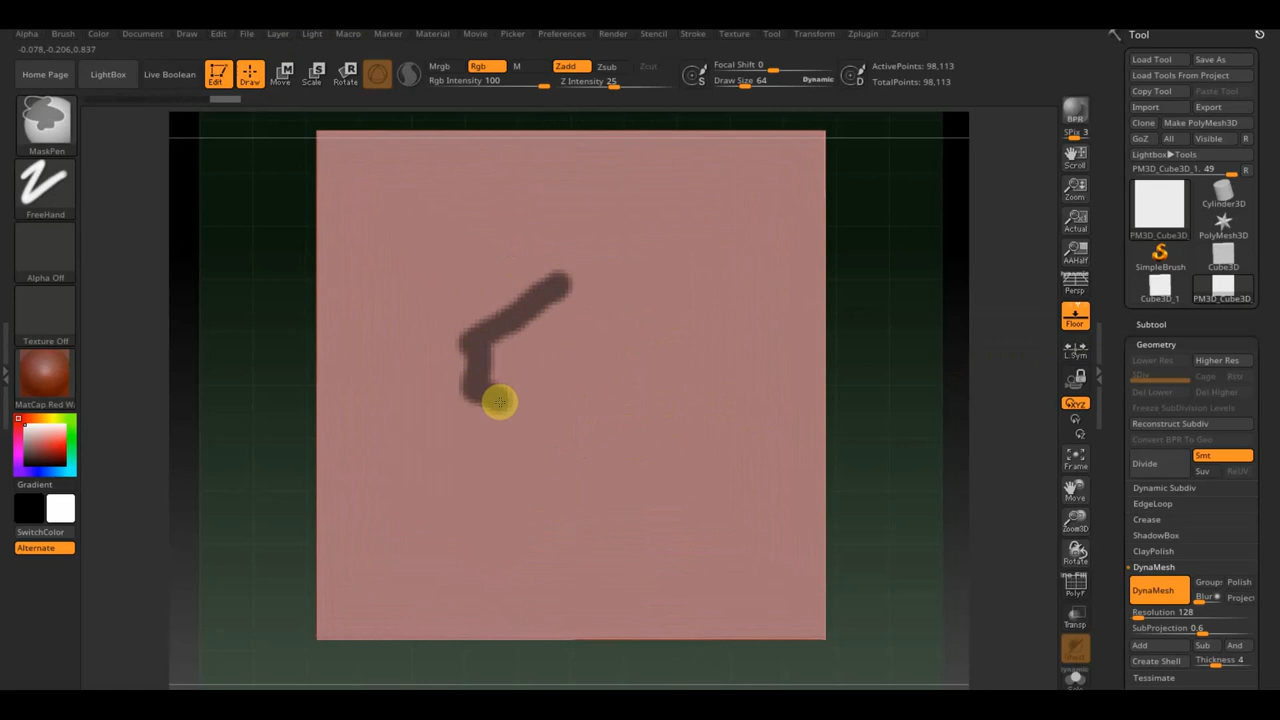 Alpha Brush Color Document Draw Edit File Layer Light Macro Marker Material Movie Picker Preferences Render Stencil Stroke Texture Tool Transform Zplugin Zscript
Tool
-0.078,-0.206,0.837
Home Page
LightBox
Live Boolean
Edit
Draw
Move
Scale
Rotate
Mrgb
Rgb
M
Rgb Intensity 100
Zadd
Zsub
Zcut
Z Intensity 25
S
Focal Shift 0
Draw Size 64
Dynamic
D
ActivePoints: 98,113
TotalPoints: 98,113
MaskPen
FreeHand
Alpha Off
Texture Off
MatCap Red Wa
Gradient
SwitchColor
Alternate
BPR
SPix 3
Scroll
Zoom
Actual
AAHalf
Dynamic
Persp
Floor
L.Sym
XYZ
Y
Z
Frame
Move
Zoom3D
Rotate
PolyF
Transp
Dynamic
Load Tool
Save As
Load Tools From Project
Copy Tool
Paste Tool
Import
Export
Clone
Make PolyMesh3D
GoZ
All
Visible
R
Lightbox▶Tools
PM3D_Cube3D_1. 49
R
PM3D_Cube3D_
Cylinder3D
PolyMesh3D
SimpleBrush
Cube3D
Cube3D_1
PM3D_Cube3D_
Subtool
Geometry
Lower Res
Higher Res
SDiv
Cage
Rstr
Del Lower
Del Higher
Freeze SubDivision Levels
Reconstruct Subdiv
Convert BPR To Geo
Divide
Smt
Suv
ReUV
Dynamic Subdiv
EdgeLoop
Crease
ShadowBox
ClayPolish
DynaMesh
DynaMesh
Groups
Polish
Blur
Project
Resolution 128
SubProjection 0.6
Add
Sub
And
Create Shell
Thickness 4
Tessimate